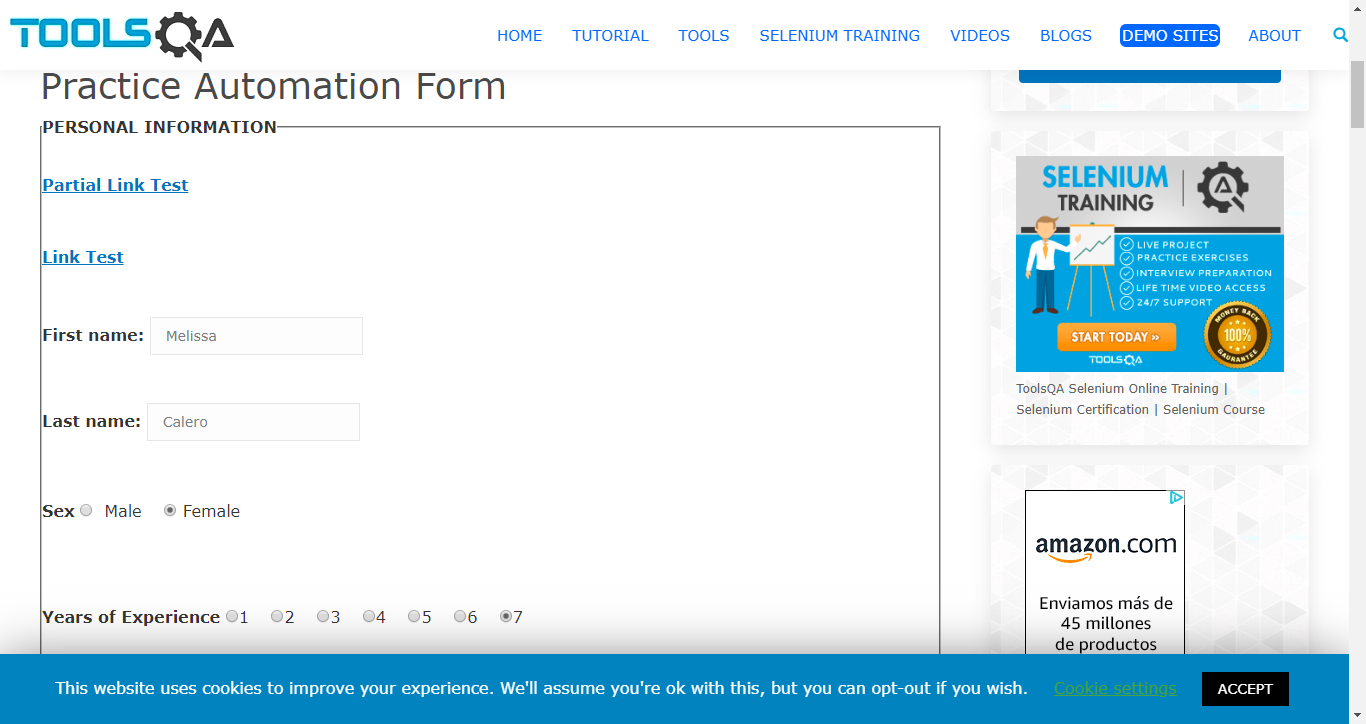 TOOLSQA
HOME TUTORIAL TOOLS SELENIUM TRAINING VIDEOS BLOGS DEMO SITES ABOUT
Practice Automation Form
PERSONAL INFORMATION
Partial Link Test
Link Test
First name: Melissa
Last name: Calero
Sex Male Female
Years of Experience 1 2 3 4 5 6 7
SELENIUM
TRAINING
LIVE PROJECT
PRACTICE EXERCISES
INTERVIEW PREPARATION
LIFE TIME VIDEO ACCESS
24/7 SUPPORT
START TODAY »
TOOLSQA
MONEY BACK
100%
GAURANTEE
ToolsQA Selenium Online Training |
Selenium Certification | Selenium Course
amazon.com
Enviamos más de
45 millones
de productos
This website uses cookies to improve your experience. We'll assume you're ok with this, but you can opt-out if you wish. Cookie settings ACCEPT